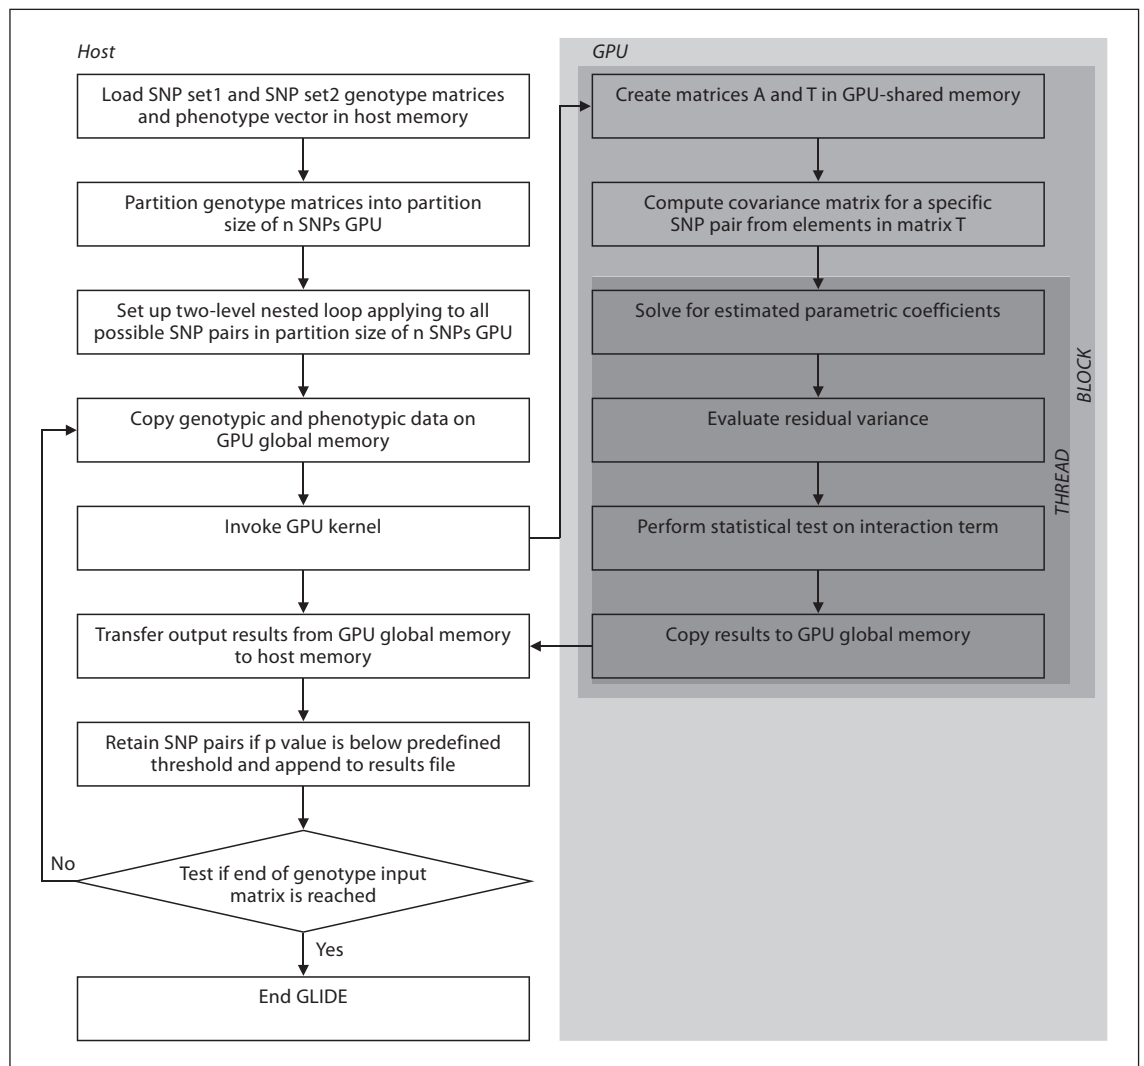 Host
Load SNP set1 and SNP set2 genotype matrices
and phenotype vector in host memory
Partition genotype matrices into partition
size of n SNPs GPU
Set up two-level nested loop applying to all
possible SNP pairs in partition size of n SNPs GPU
Copy genotypic and phenotypic data on
GPU global memory
Invoke GPU kernel
Transfer output results from GPU global memory
to host memory
Retain SNP pairs if p value is below predefined
threshold and append to results file
No
Test if end of genotype input
matrix is reached
Yes
End GLIDE
GPU
Create matrices A and T in GPU-shared memory
Compute covariance matrix for a specific
SNP pair from elements in matrix T
Solve for estimated parametric coefficients
Evaluate residual variance
Perform statistical test on interaction term
Copy results to GPU global memory
THREAD
BLOCK